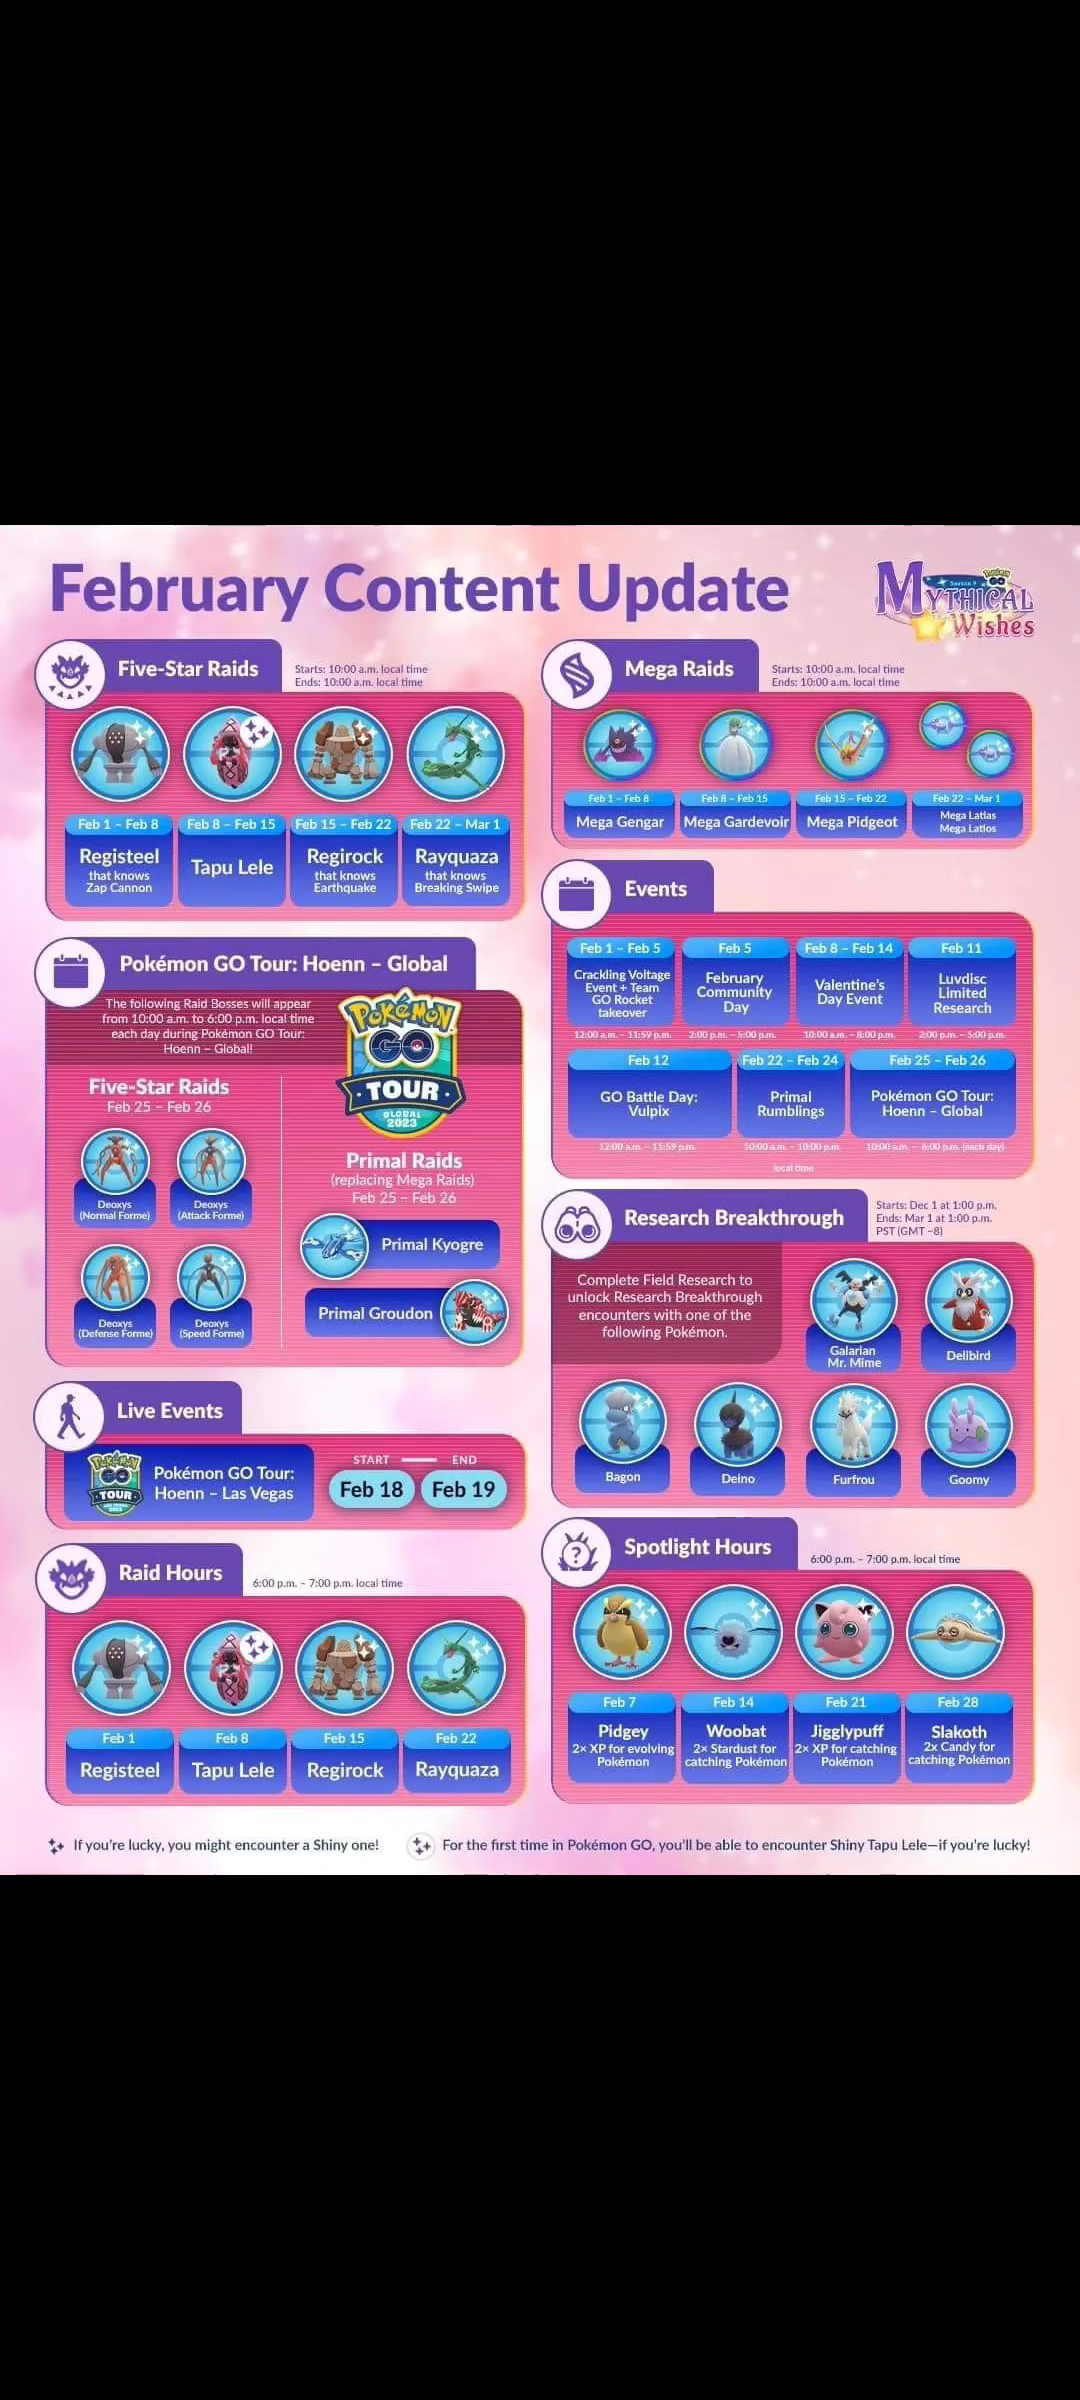 February Content Update
SEASON 9
Pokémon GO
MYTHICAL
Wishes
Five-Star Raids
Starts: 10:00 a.m. local time
Ends: 10:00 a.m. local time
Feb 1 – Feb 8
Registeel
that knows
Zap Cannon
Feb 8 – Feb 15
Tapu Lele
Feb 15 – Feb 22
Regirock
that knows
Earthquake
Feb 22 – Mar 1
Rayquaza
that knows
Breaking Swipe
Mega Raids
Starts: 10:00 a.m. local time
Ends: 10:00 a.m. local time
Feb 1 – Feb 8
Mega Gengar
Feb 8 – Feb 15
Mega Gardevoir
Feb 15 – Feb 22
Mega Pidgeot
Feb 22 – Mar 1
Mega Latias
Mega Latios
Events
Feb 1 – Feb 5
Crackling Voltage
Event + Team
GO Rocket
takeover
12:00 a.m. – 11:59 p.m.
Feb 5
February
Community
Day
2:00 p.m. – 5:00 p.m.
Feb 8 – Feb 14
Valentine's
Day Event
10:00 a.m. – 8:00 p.m.
Feb 11
Luvdisc
Limited
Research
2:00 p.m. – 5:00 p.m.
Feb 12
GO Battle Day:
Vulpix
12:00 a.m. – 11:59 p.m.
Feb 22 – Feb 24
Primal
Rumblings
10:00 a.m. – 10:00 p.m.
Feb 25 – Feb 26
Pokémon GO Tour:
Hoenn – Global
10:00 a.m. – 6:00 p.m. (each day)
local time
Pokémon GO Tour: Hoenn – Global
The following Raid Bosses will appear
from 10:00 a.m. to 6:00 p.m. local time
each day during Pokémon GO Tour:
Hoenn – Global!
Pokémon
GO
TOUR
GLOBAL
2023
Five-Star Raids
Feb 25 – Feb 26
Deoxys
(Normal Forme)
Deoxys
(Attack Forme)
Deoxys
(Defense Forme)
Deoxys
(Speed Forme)
Primal Raids
(replacing Mega Raids)
Feb 25 – Feb 26
Primal Kyogre
Primal Groudon
Research Breakthrough
Starts: Dec 1 at 1:00 p.m.
Ends: Mar 1 at 1:00 p.m.
PST (GMT –8)
Complete Field Research to
unlock Research Breakthrough
encounters with one of the
following Pokémon.
Galarian
Mr. Mime
Delibird
Bagon
Deino
Furfrou
Goomy
Live Events
Pokémon
GO
TOUR
Pokémon GO Tour:
Hoenn – Las Vegas
START
END
Feb 18
Feb 19
Raid Hours
6:00 p.m. – 7:00 p.m. local time
Feb 1
Registeel
Feb 8
Tapu Lele
Feb 15
Regirock
Feb 22
Rayquaza
Spotlight Hours
6:00 p.m. – 7:00 p.m. local time
Feb 7
Pidgey
2× XP for evolving
Pokémon
Feb 14
Woobat
2× Stardust for
catching Pokémon
Feb 21
Jigglypuff
2× XP for catching
Pokémon
Feb 28
Slakoth
2x Candy for
catching Pokémon
If you're lucky, you might encounter a Shiny one!
For the first time in Pokémon GO, you'll be able to encounter Shiny Tapu Lele—if you're lucky!